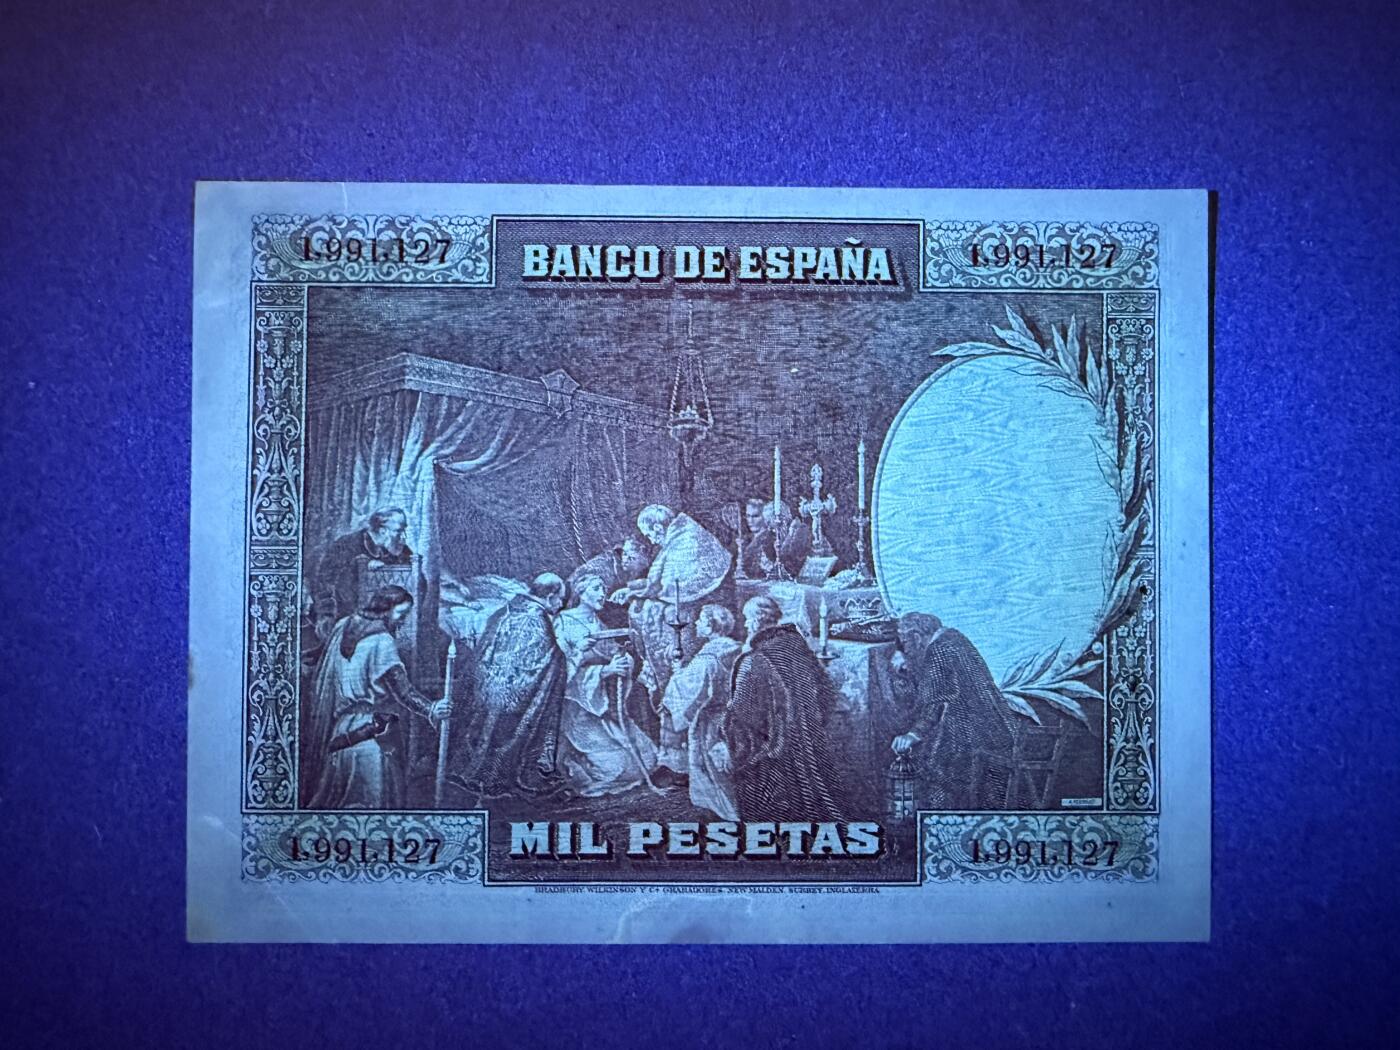 1,991,127
BANCO DE ESPAÑA
1,991,127
1,991,127
MIL PESETAS
1,991,127
BRADBURY, WILKINSON Y Cª GRABADORES. NEW MALDEN. SURREY. INGLATERRA